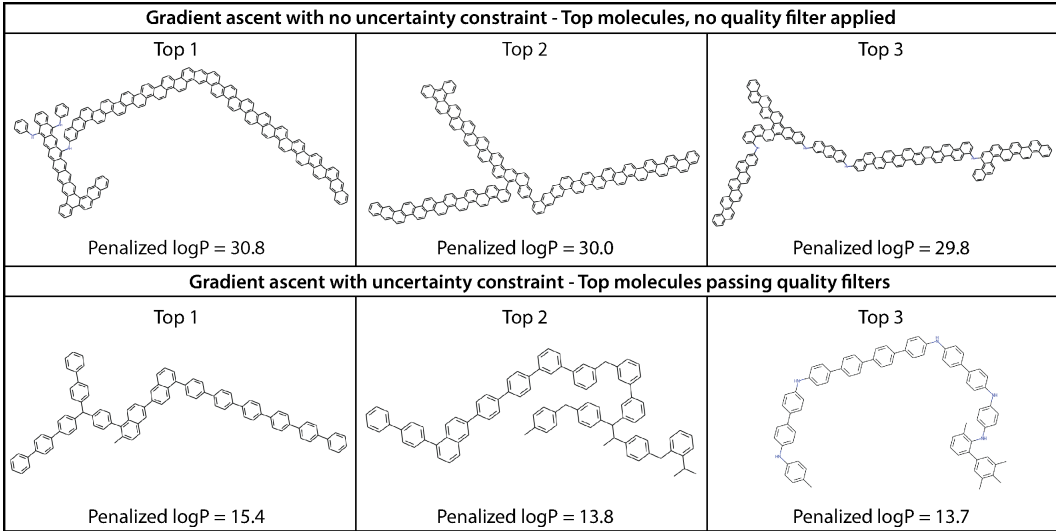 Gradient ascent with no uncertainty constraint - Top molecules, no quality filter applied
Top 1
Top 2
Top 3
Penalized logP = 30.8
Penalized logP = 30.0
Penalized logP = 29.8
Gradient ascent with uncertainty constraint - Top molecules passing quality filters
Top 1
Top 2
Top 3
Penalized logP = 15.4
Penalized logP = 13.8
Penalized logP = 13.7